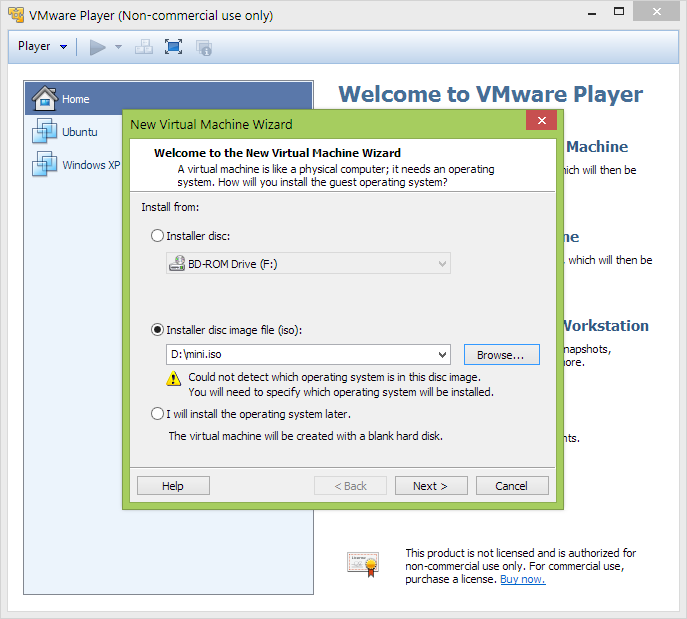 VMware Player (Non-commercial use only)
Player
Home
Ubuntu
Windows XP
Welcome to VMware Player
Machine
which will then be
which will then be
Workstation
New Virtual Machine Wizard
Welcome to the New Virtual Machine Wizard
A virtual machine is like a physical computer; it needs an operating
system. How will you install the guest operating system?
Install from:
Installer disc:
BD-ROM Drive (F:)
Installer disc image file (iso):
D:\mini.iso
Browse...
Could not detect which operating system is in this disc image.
You will need to specify which operating system will be installed.
I will install the operating system later.
The virtual machine will be created with a blank hard disk.
Help
< Back
Next >
Cancel
This product is not licensed and is authorized for
non-commercial use only. For commercial use,
purchase a license. Buy now.